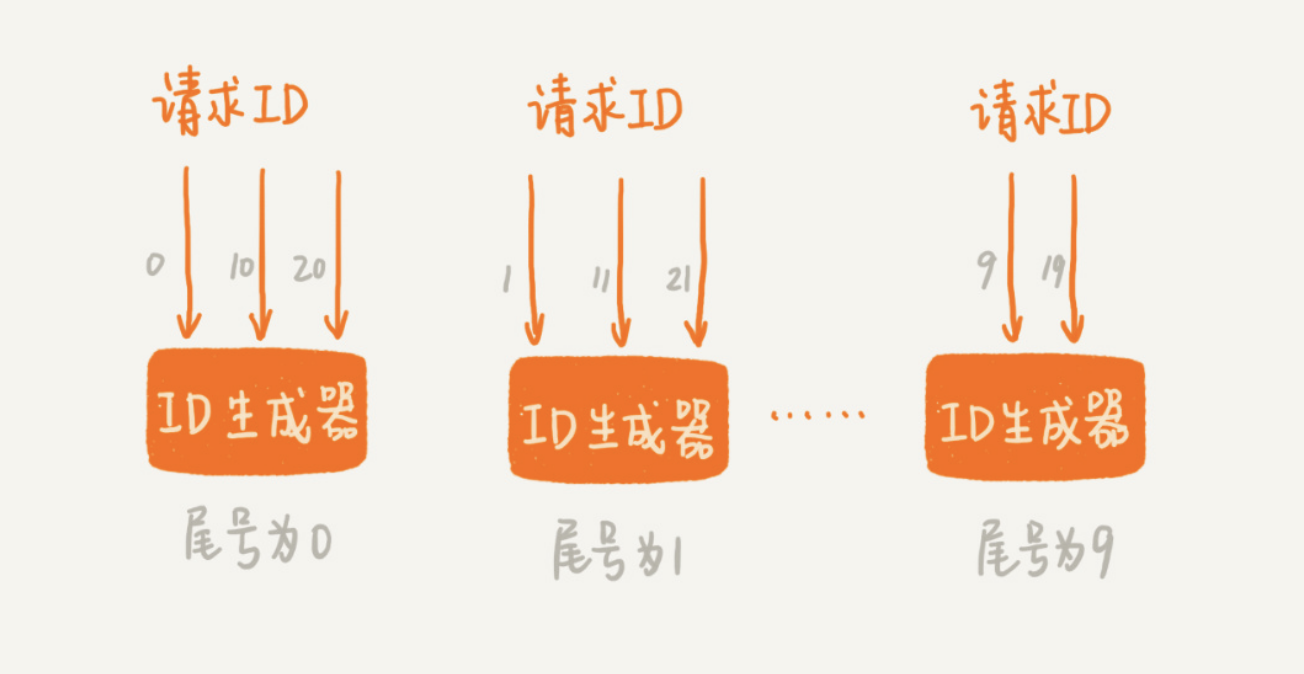 请求ID
请求ID
请求ID
0 10 20
1 11 21
9 19
ID生成器
ID生成器
......
ID生成器
尾号为0
尾号为1
尾号为9